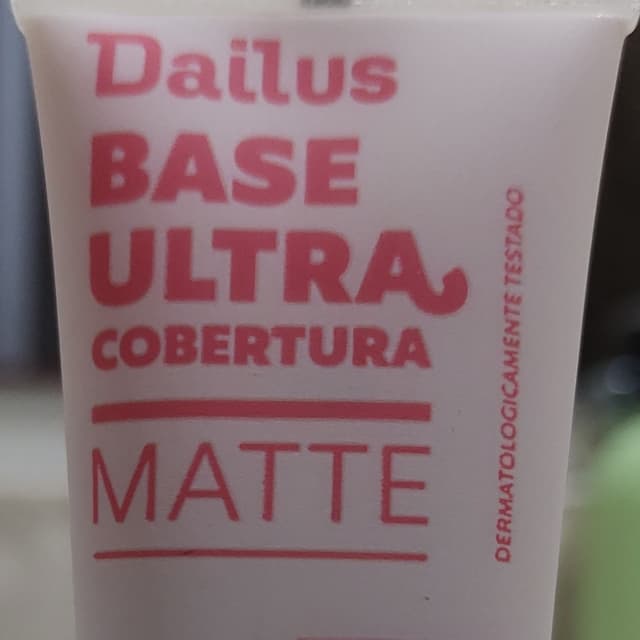 Dailus
BASE
ULTRA
COBERTURA
MATTE
DERMATOLOGICAMENTE TESTADO